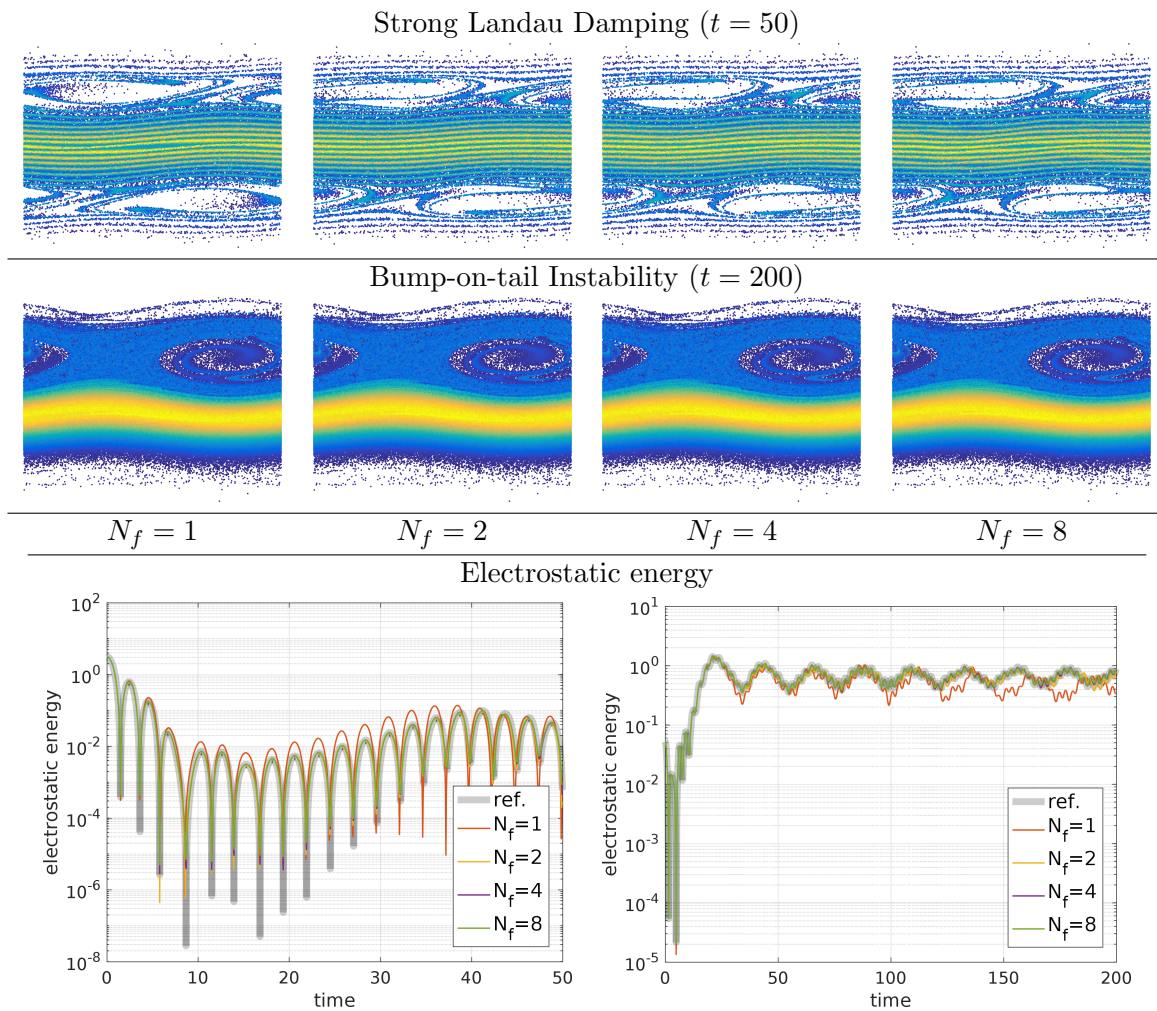 Strong Landau Damping (t = 50)
Bump-on-tail Instability (t = 200)
N_f = 1 N_f = 2 N_f = 4 N_f = 8
Electrostatic energy
10^2
10^0
10^-2
10^-4
10^-6
10^-8
electrostatic energy
0 10 20 30 40 50
time
ref.
N_f=1
N_f=2
N_f=4
N_f=8
10^1
10^0
10^-1
10^-2
10^-3
10^-4
10^-5
electrostatic energy
0 50 100 150 200
time
ref.
N_f=1
N_f=2
N_f=4
N_f=8